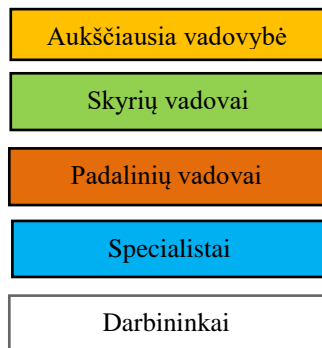 Aukščiausia vadovybė
Skyrių vadovai
Padalinių vadovai
Specialistai
Darbininkai